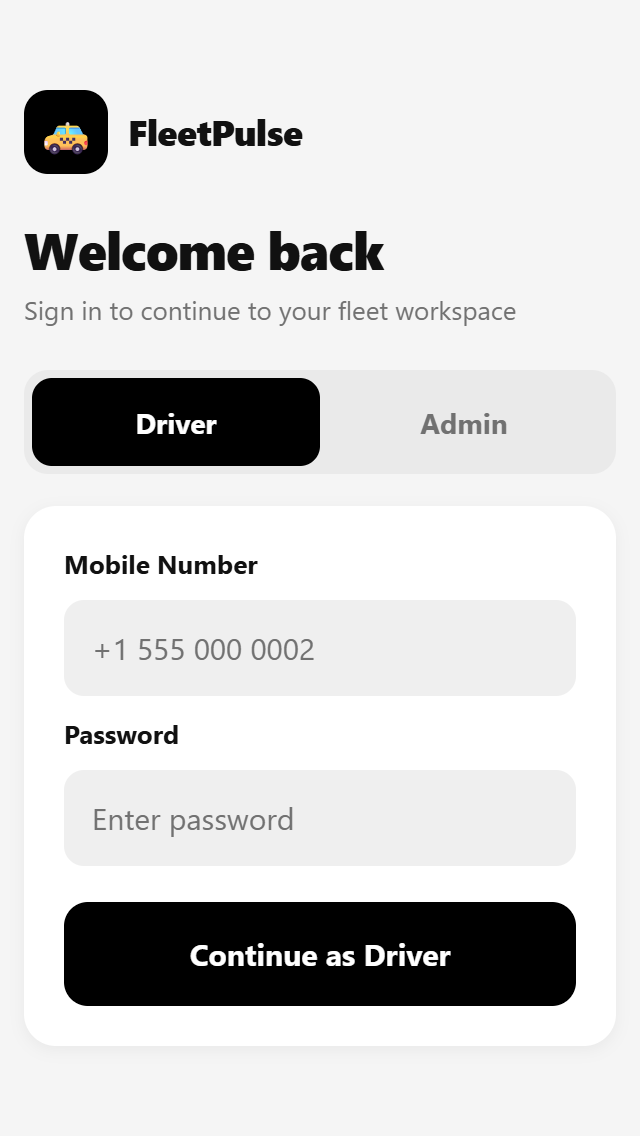 FleetPulse
Welcome back
Sign in to continue to your fleet workspace
Driver
Admin
Mobile Number
+1 555 000 0002
Password
Enter password
Continue as Driver